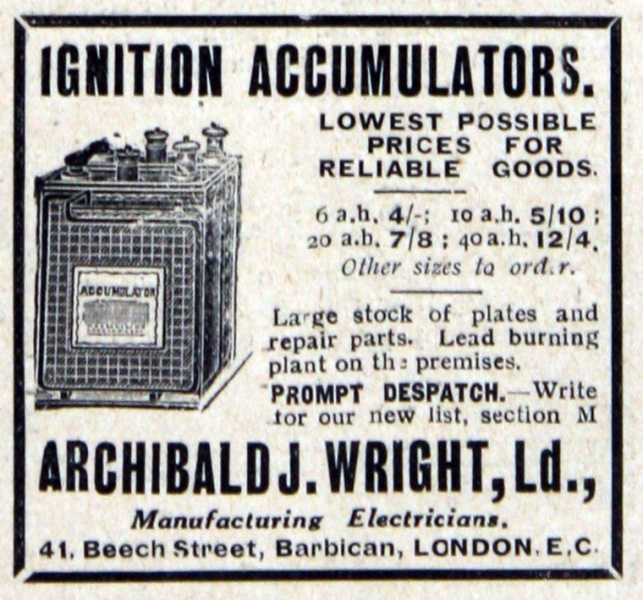 IGNITION ACCUMULATORS.
LOWEST POSSIBLE
PRICES FOR
RELIABLE GOODS.
6 a.h. 4/-; 10 a.h. 5/10;
20 a.h. 7/8; 40 a.h. 12/4.
Other sizes to ord.r.
ACCUMULATOR
Large stock of plates and
repair parts. Lead burning
plant on the premises.
PROMPT DESPATCH.—Write
for our new list, section M
ARCHIBALD J. WRIGHT, Ld.,
Manufacturing Electricians.
41, Beech Street, Barbican, LONDON. E.C.